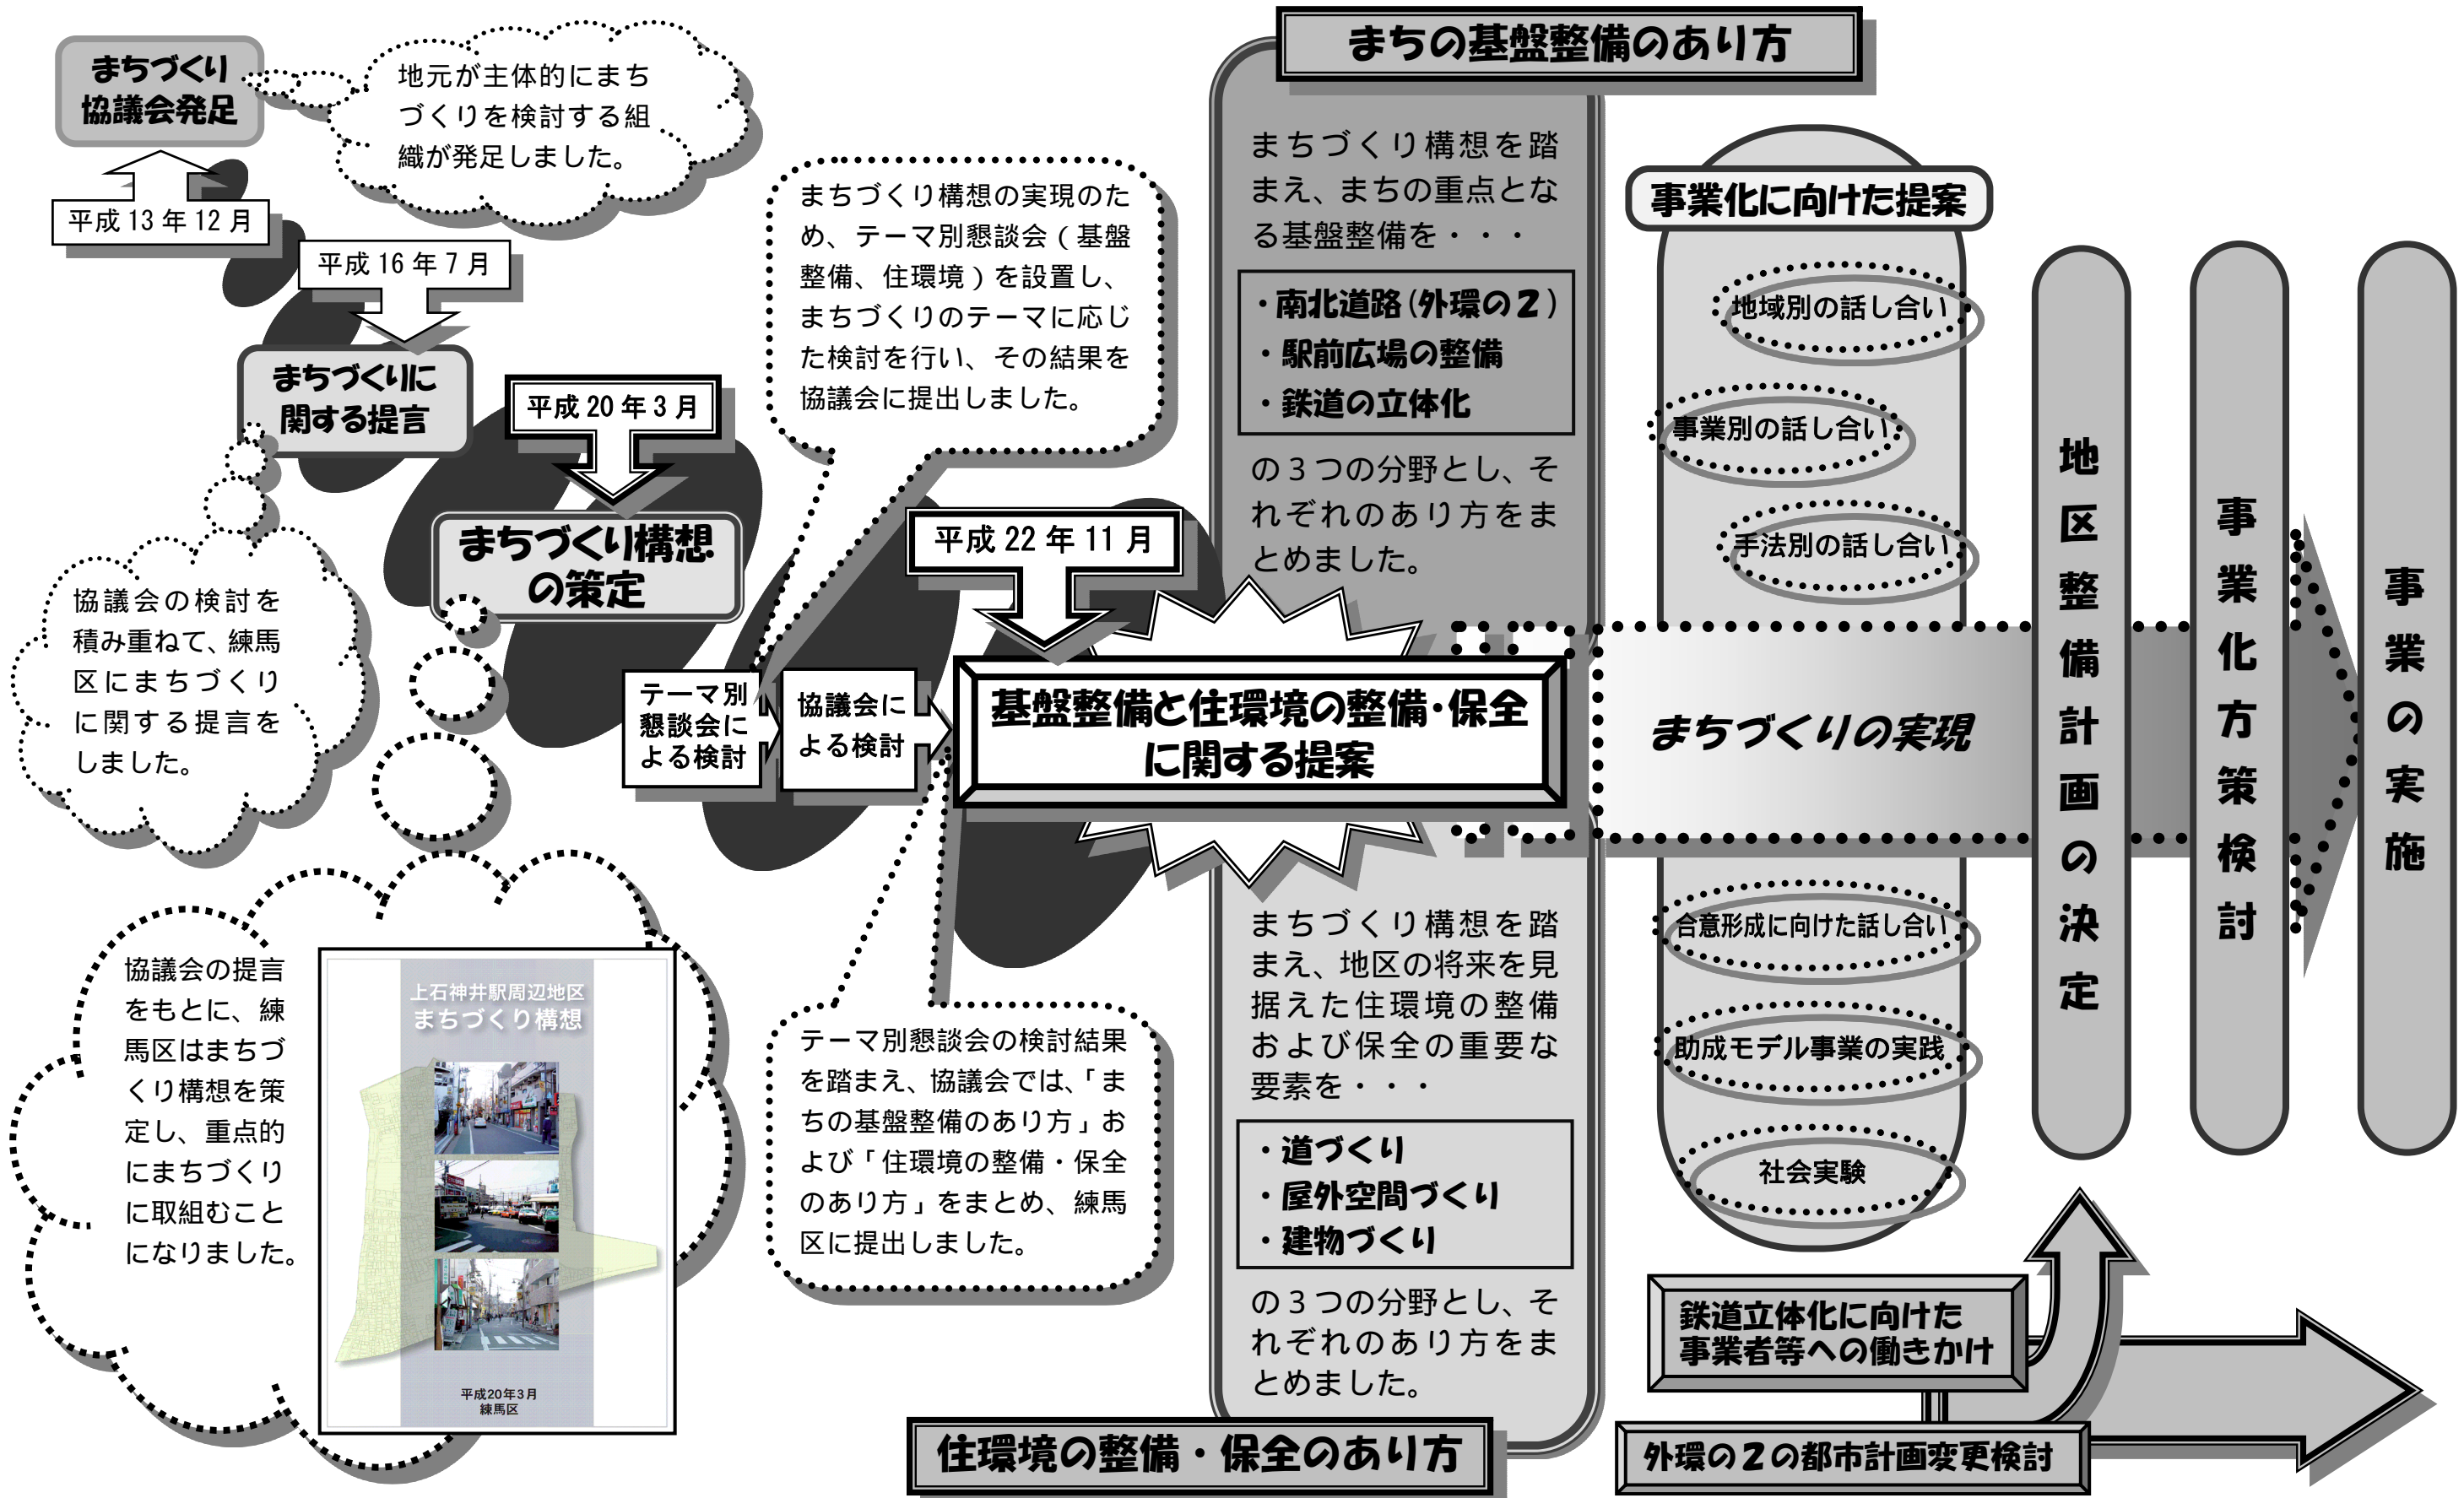 まちづくり
協議会発足
地元が主体的にまち
づくりを検討する組
織が発足しました。
平成 13 年 12 月
平成 16 年 7 月
まちづくりに
関する提言
協議会の検討を
積み重ねて、練馬
区にまちづくり
に関する提言を
しました。
平成 20 年 3 月
まちづくり構想
の策定
協議会の提言
をもとに、練
馬区はまちづ
くり構想を策
定し、重点的
にまちづくり
に取組むこと
になりました。
上石神井駅周辺地区
まちづくり構想
平成20年3月
練馬区
まちづくり構想の実現のた
め、テーマ別懇談会（基盤
整備、住環境）を設置し、
まちづくりのテーマに応じ
た検討を行い、その結果を
協議会に提出しました。
テーマ別
懇談会に
よる検討
協議会に
よる検討
テーマ別懇談会の検討結果
を踏まえ、協議会では、「ま
ちの基盤整備のあり方」お
よび「住環境の整備・保全
のあり方」をまとめ、練馬
区に提出しました。
平成 22 年 11 月
基盤整備と住環境の整備・保全
に関する提案
まちの基盤整備のあり方
まちづくり構想を踏
まえ、まちの重点とな
る基盤整備を・・・
・南北道路(外環の２)
・駅前広場の整備
・鉄道の立体化
の３つの分野とし、そ
れぞれのあり方をま
とめました。
まちづくり構想を踏
まえ、地区の将来を見
据えた住環境の整備
および保全の重要な
要素を・・・
・道づくり
・屋外空間づくり
・建物づくり
の３つの分野とし、そ
れぞれのあり方をま
とめました。
住環境の整備・保全のあり方
事業化に向けた提案
地域別の話し合い
事業別の話し合い
手法別の話し合い
まちづくりの実現
合意形成に向けた話し合い
助成モデル事業の実践
社会実験
地区整備計画の決定
事業化方策検討
事業の実施
鉄道立体化に向けた
事業者等への働きかけ
外環の２の都市計画変更検討